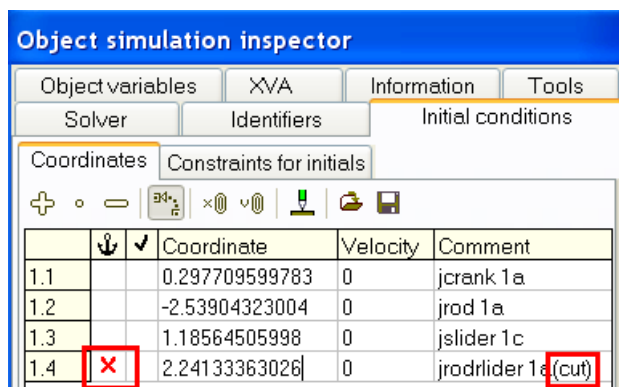 Object simulation inspector
Object variables XVA Information Tools
Solver Identifiers Initial conditions
Coordinates Constraints for initials
×0 v0
Coordinate Velocity Comment
1.1 0.297709599783 0 jcrank 1a
1.2 -2.53904323004 0 jrod 1a
1.3 1.18564505998 0 jslider 1c
1.4 2.24133363026 0 jrodrlider 1a (cut)